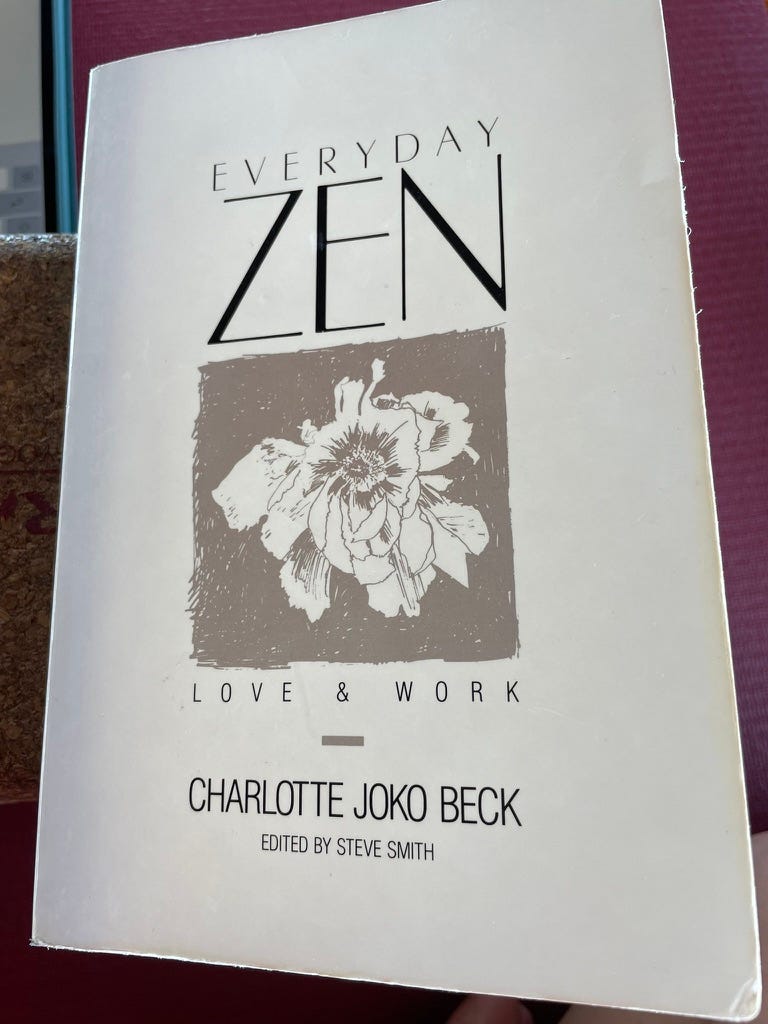 EVERYDAY
ZEN
LOVE & WORK
CHARLOTTE JOKO BECK
EDITED BY STEVE SMITH